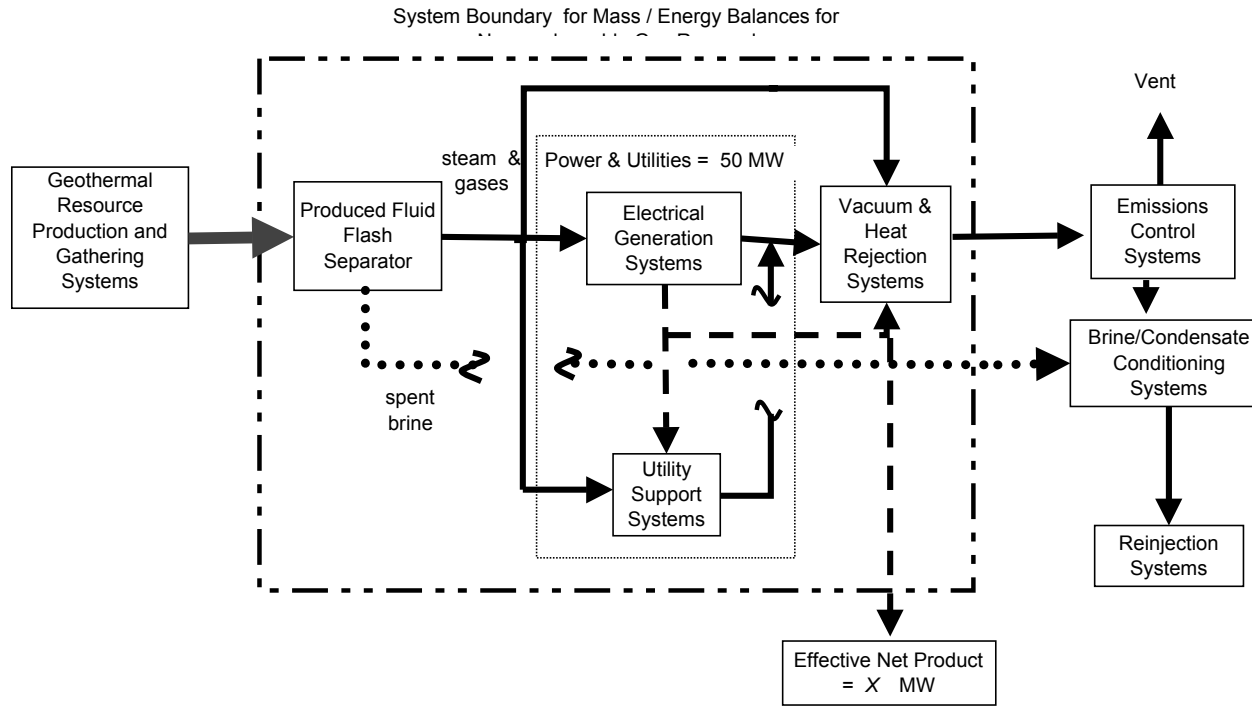 System Boundary for Mass / Energy Balances for
Vent
steam &
gases
Power & Utilities = 50 MW
Geothermal
Resource
Production and
Gathering
Systems
Produced Fluid
Flash
Separator
Electrical
Generation
Systems
Vacuum &
Heat
Rejection
Systems
Emissions
Control
Systems
Brine/Condensate
Conditioning
Systems
spent
brine
Utility
Support
Systems
Reinjection
Systems
Effective Net Product
= X MW